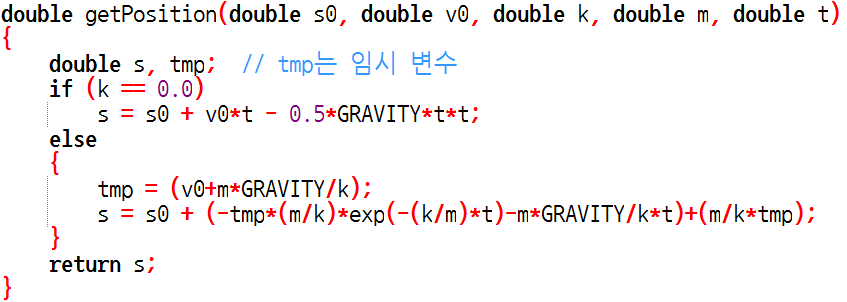 double getPosition(double s0, double v0, double k, double m, double t)
{
    double s, tmp;  // tmp는 임시 변수
    if (k == 0.0)
        s = s0 + v0*t - 0.5*GRAVITY*t*t;
    else
    {
        tmp = (v0+m*GRAVITY/k);
        s = s0 + (-tmp*(m/k)*exp(-(k/m)*t)-m*GRAVITY/k*t)+(m/k*tmp);
    }
    return s;
}